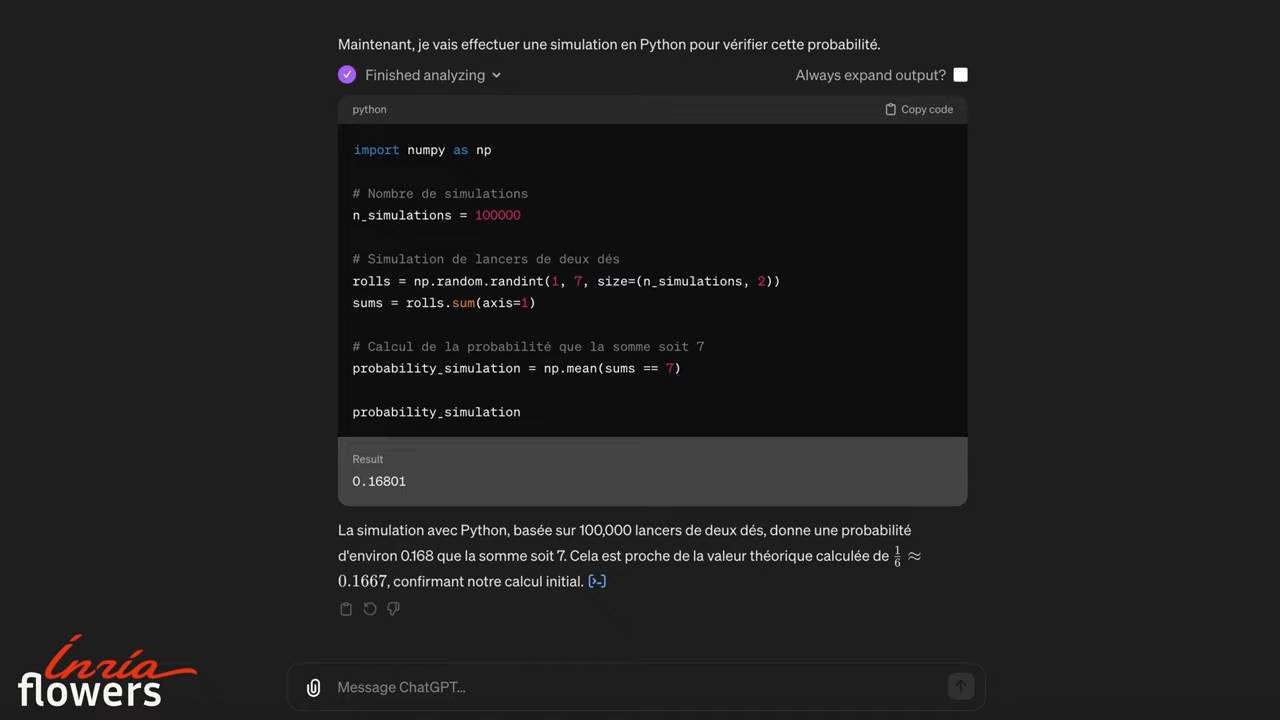 Maintenant, je vais effectuer une simulation en Python pour vérifier cette probabilité.
Finished analyzing
Always expand output?
python
Copy code
import numpy as np
# Nombre de simulations
n_simulations = 100000
# Simulation de lancers de deux dés
rolls = np.random.randint(1, 7, size=(n_simulations, 2))
sums = rolls.sum(axis=1)
# Calcul de la probabilité que la somme soit 7
probability_simulation = np.mean(sums == 7)
probability_simulation
Result
0.16801
La simulation avec Python, basée sur 100,000 lancers de deux dés, donne une probabilité
d'environ 0.168 que la somme soit 7. Cela est proche de la valeur théorique calculée de 1/6 ≈
0.1667, confirmant notre calcul initial. [>-]
Inria
flowers
Message ChatGPT...